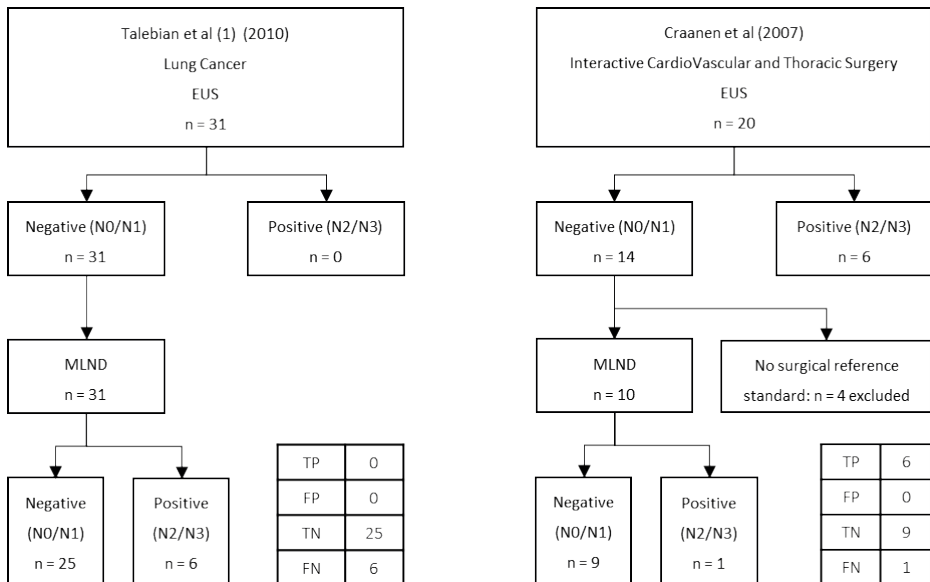 Talebian et al (1) (2010)
Lung Cancer
EUS
n = 31
Negative (N0/N1)
n = 31
Positive (N2/N3)
n = 0
MLND
n = 31
Negative
(N0/N1)
n = 25
Positive
(N2/N3)
n = 6
TP 0
FP 0
TN 25
FN 6
Craanen et al (2007)
Interactive CardioVascular and Thoracic Surgery
EUS
n = 20
Negative (N0/N1)
n = 14
Positive (N2/N3)
n = 6
MLND
n = 10
No surgical reference
standard: n = 4 excluded
Negative
(N0/N1)
n = 9
Positive
(N2/N3)
n = 1
TP 6
FP 0
TN 9
FN 1